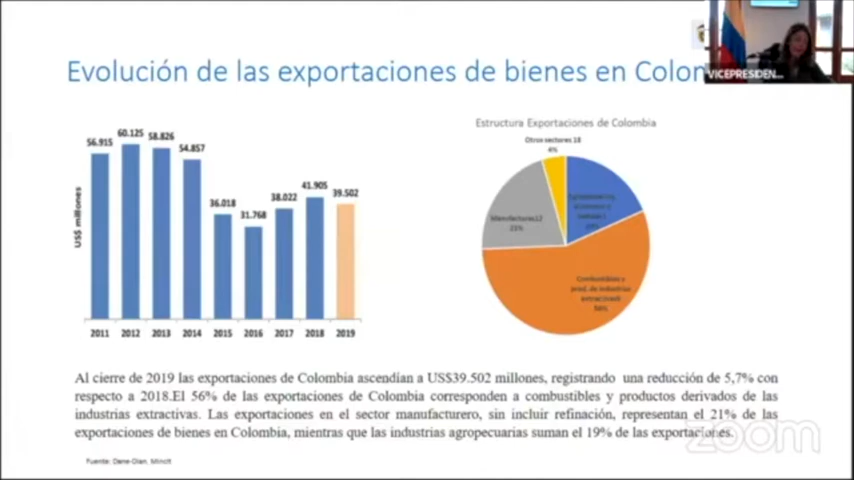 Evolución de las exportaciones de bienes en Colom
VICEPRESIDEN...
US$ millones
56.915
60.125
58.826
54.857
36.018
31.768
38.022
41.905
39.502
2011 2012 2013 2014 2015 2016 2017 2018 2019
Estructura Exportaciones de Colombia
Otros sectores 18
4%
Manufacturas12
Combustibles y
prod. de industrias
56%
Al cierre de 2019 las exportaciones de Colombia ascendían a US$39.502 millones, registrando una reducción de 5,7% con
respecto a 2018.El 56% de las exportaciones de Colombia corresponden a combustibles y productos derivados de las
industrias extractivas. Las exportaciones en el sector manufacturero, sin incluir refinación, representan el 21% de las
exportaciones de bienes en Colombia, mientras que las industrias agropecuarias suman el 19% de las exportaciones.
zoom
Fuente: Dane-Dian, Mincit